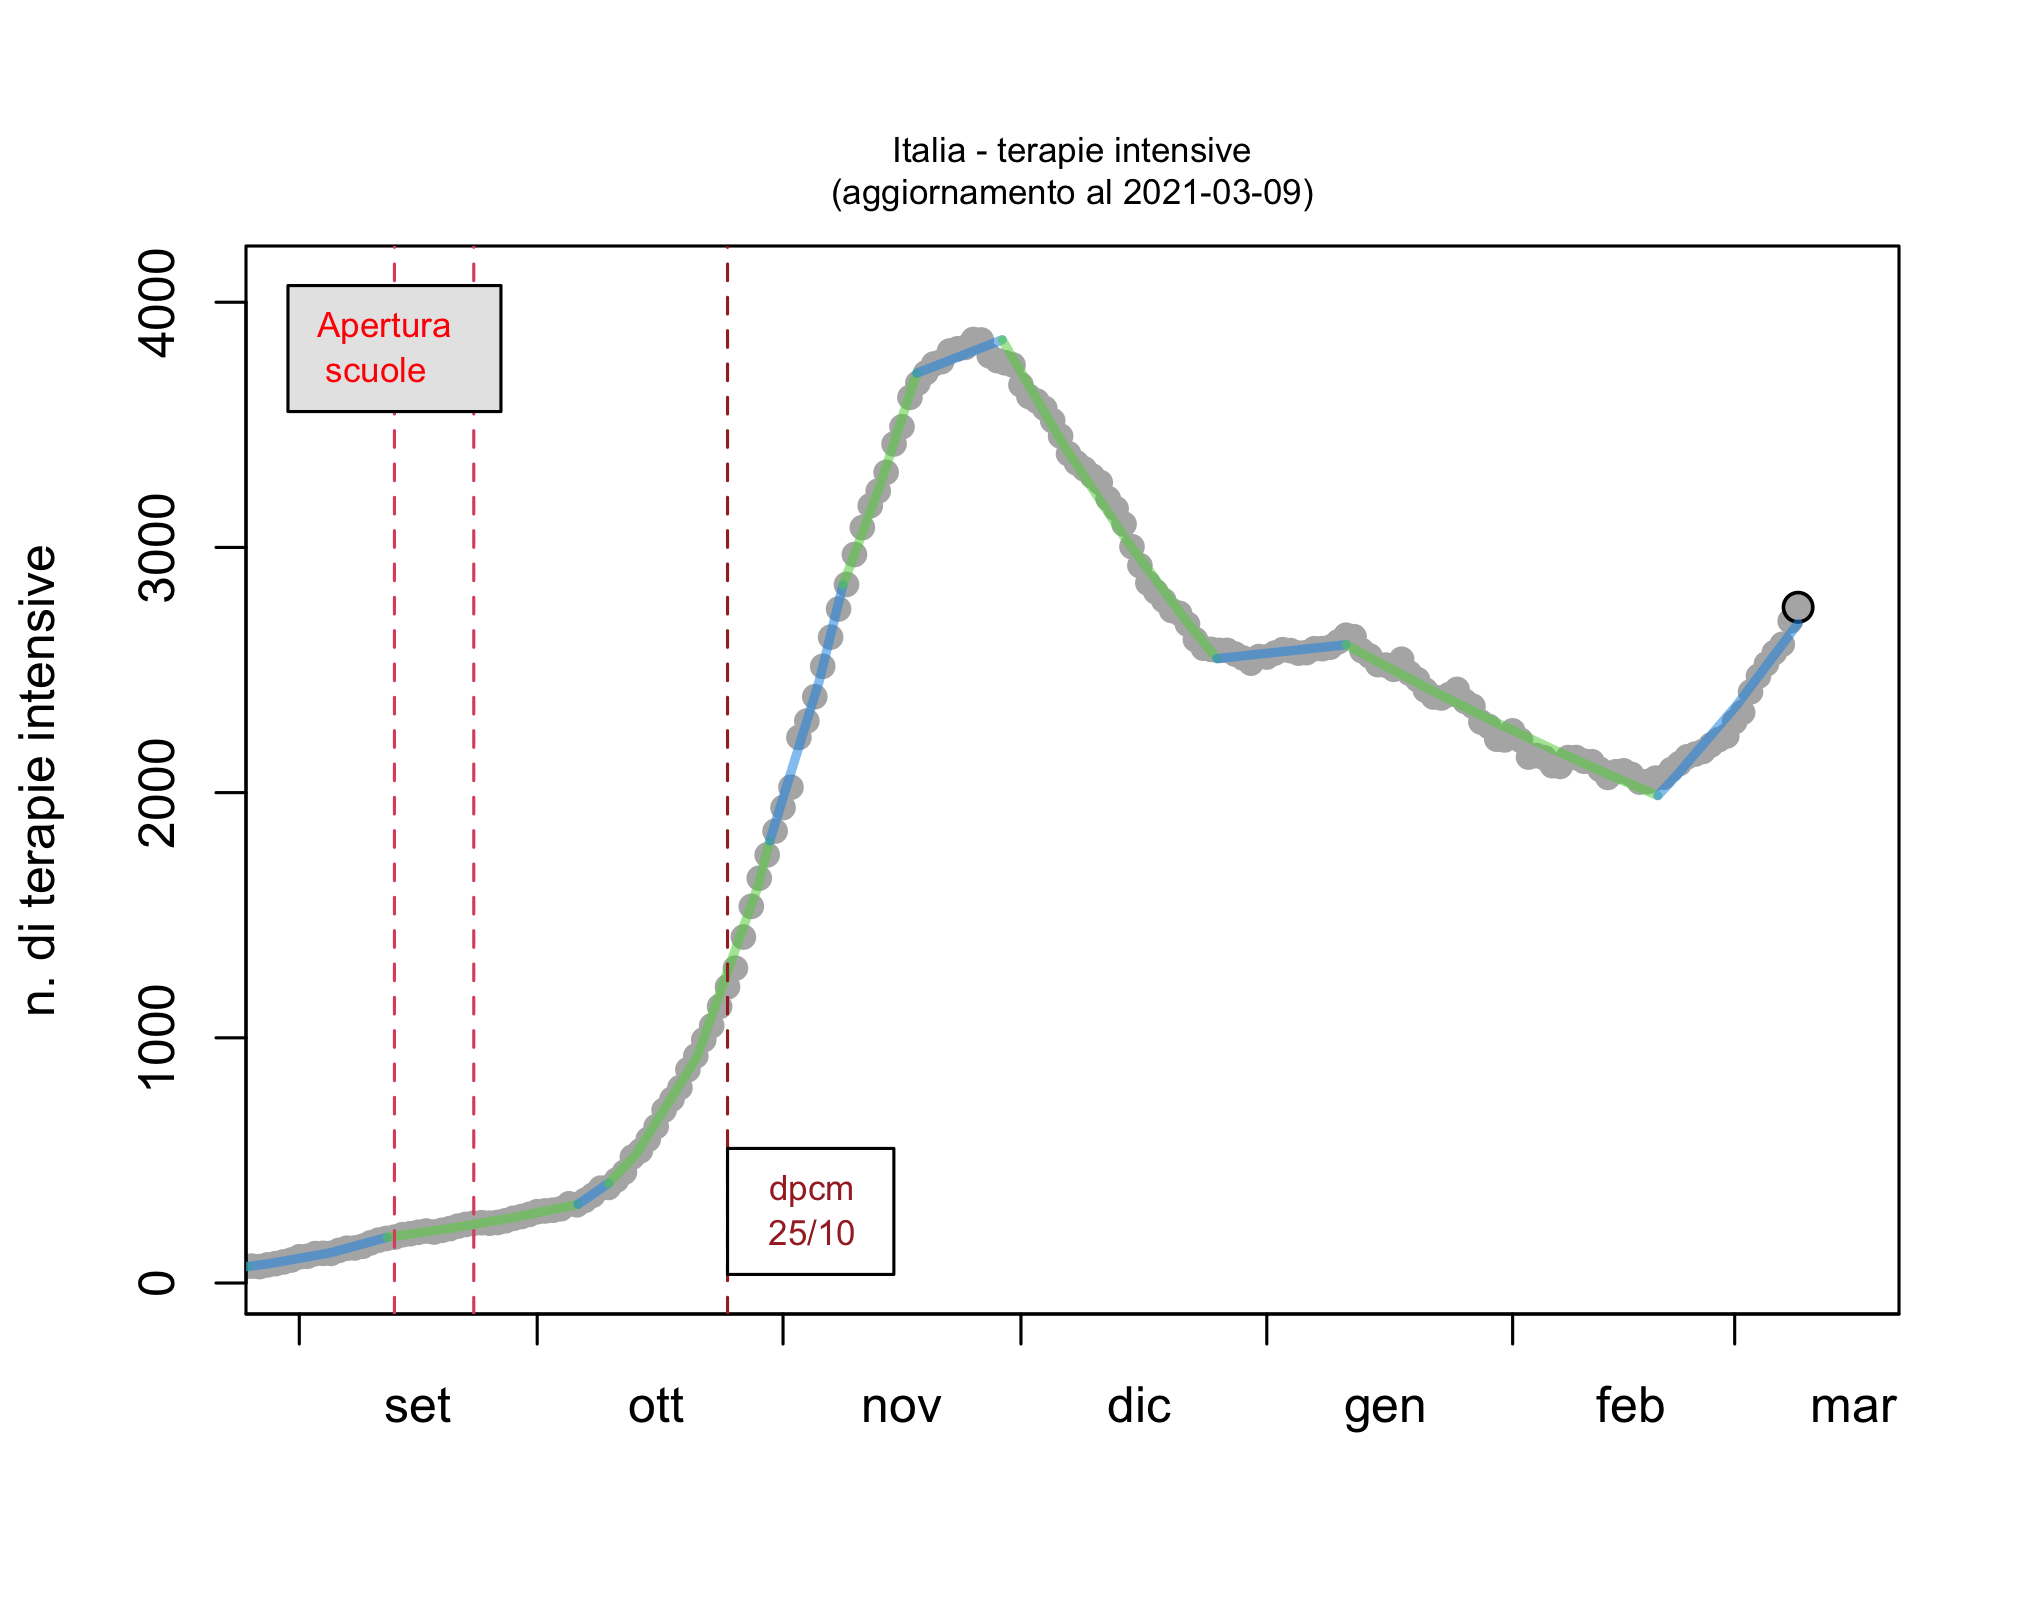 Italia - terapie intensive
(aggiornamento al 2021-03-09)
n. di terapie intensive
4000
3000
2000
1000
0
Apertura
scuole
dpcm
25/10
set
ott
nov
dic
gen
feb
mar